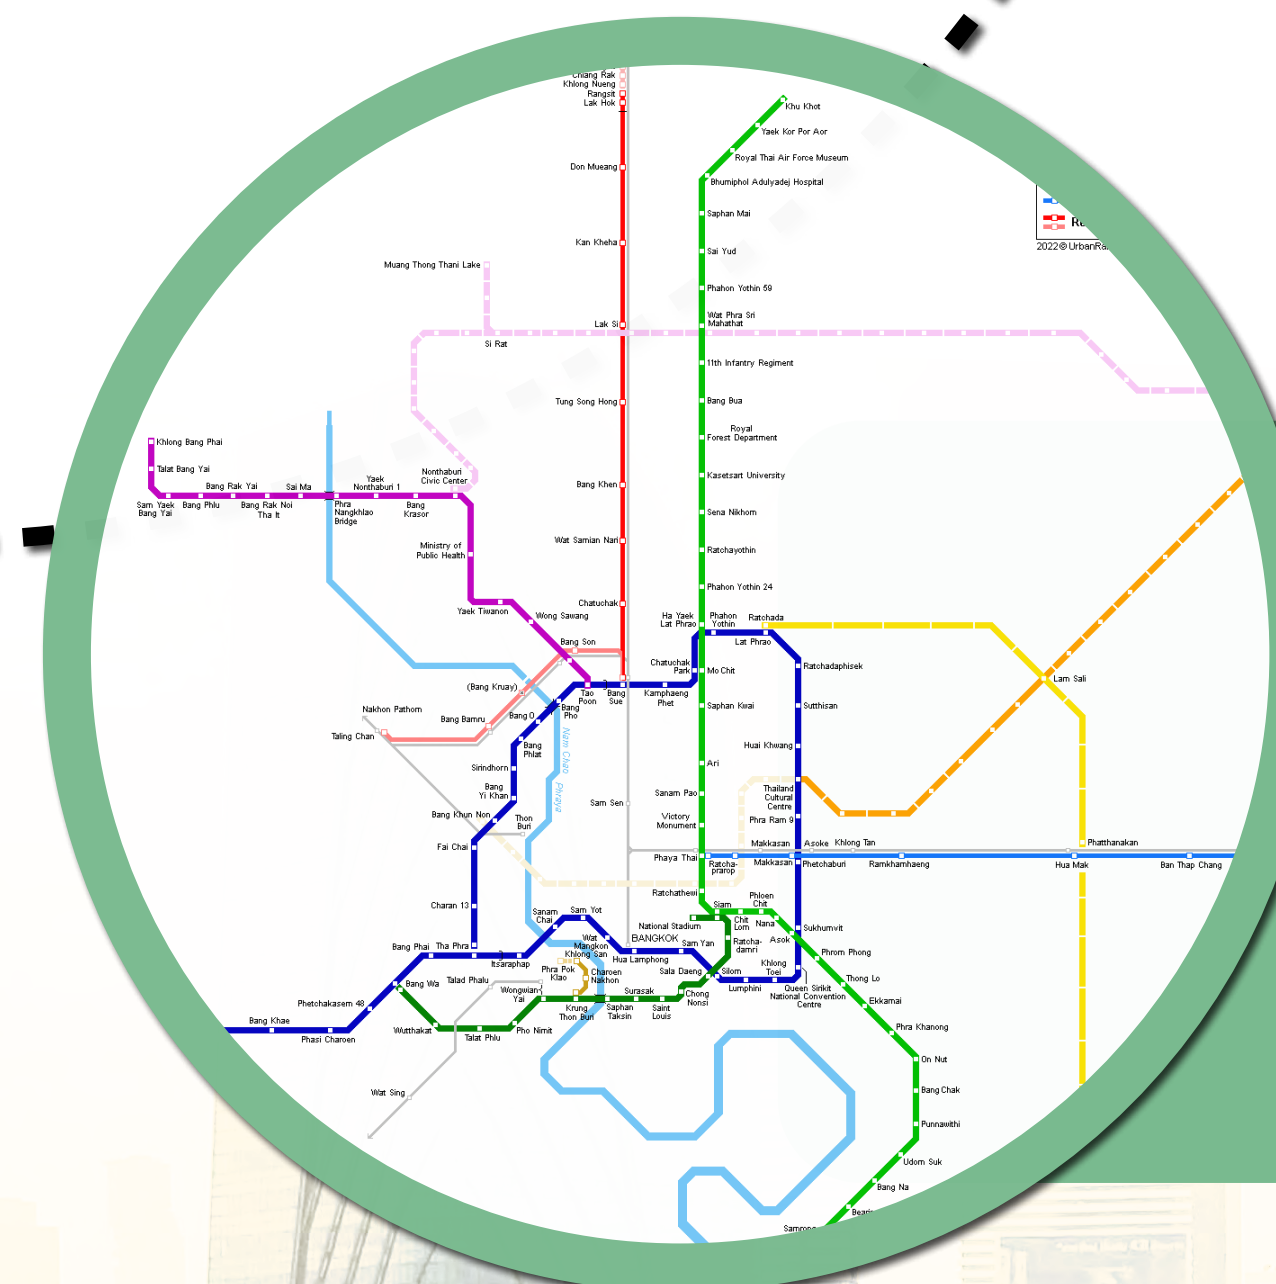 Chiang Rak
Khlong Nueng
Rangsit
Lak Hok
Khu Khot
Yaek Kor Por Aor
Don Mueang
Royal Thai Air Force Museum
Bhumiphol Adulyadej Hospital
Saphan Mai
Kan Kheha
Sai Yud
2022 © UrbanRa
Muang Thong Thani Lake
Phahon Yothin 59
Lak Si
Wat Phra Sri
Mahathat
Si Rat
11th Infantry Regiment
Tung Song Hong
Bang Bua
Royal
Forest Department
Khlong Bang Phai
Talat Bang Yai
Bang Rak Yai
Sai Ma
Yaek
Nonthaburi 1
Nonthaburi
Civic Center
Kasetsart University
Bang Khen
Sam Yaek
Bang Yai
Bang Phlu
Bang Rak Noi
Tha It
Phra
Nangkhlao
Bridge
Bang
Krasor
Sena Nikhom
Ministry of
Public Health
Wat Samian Nari
Ratchayothin
Phahon Yothin 24
Yaek Tiwanon
Wong Sawang
Chatuchak
Ha Yaek
Lat Phrao
Phahon
Yothin
Ratchada
Bang Son
Lat Phrao
Chatuchak
Park
Mo Chit
Ratchadaphisek
Lam Sali
(Bang Kruay)
Tao
Poon
Bang
Sue
Kamphaeng
Phet
Nakhon Pathom
Bang O
Bang
Pho
Saphan Kwai
Sutthisan
Bang Bamru
Taling Chan
Bang
Phlat
Nam Chao Phraya
Huai Khwang
Sirindhorn
Ari
Bang
Yi Khan
Sam Sen
Sanam Pao
Thailand
Cultural
Centre
Bang Khun Non
Thon
Buri
Victory
Monument
Phra Ram 9
Fai Chai
Makkasan
Asoke
Khlong Tan
Phatthanakan
Phaya Thai
Ratcha-
prarop
Makkasan
Phetchaburi
Ramkhamhaeng
Hua Mak
Ban Thap Chang
Ratchathewi
Charan 13
Sanam
Chai
Sam Yot
National Stadium
Siam
Chit
Lom
Phloen
Chit
Nana
Sukhumvit
Bang Phai
Tha Phra
Itsaraphap
Wat
Mangkon
BANGKOK
Hua Lamphong
Sam Yan
Ratcha-
damri
Asok
Phrom Phong
Khlong San
Phra Pok
Klao
Charoen
Nakhon
Sala Daeng
Silom
Lumphini
Khlong
Toei
Queen Sirikit
National Convention
Centre
Thong Lo
Bang Wa
Talad Phalu
Wongwian
Yai
Krung
Thon Buri
Saphan
Taksin
Surasak
Saint
Louis
Chong
Nonsi
Ekkamai
Phetchakasem 48
Bang Khae
Phasi Charoen
Wutthakat
Talat Phlu
Pho Nimit
Phra Khanong
On Nut
Wat Sing
Bang Chak
Punnawithi
Udom Suk
Bang Na